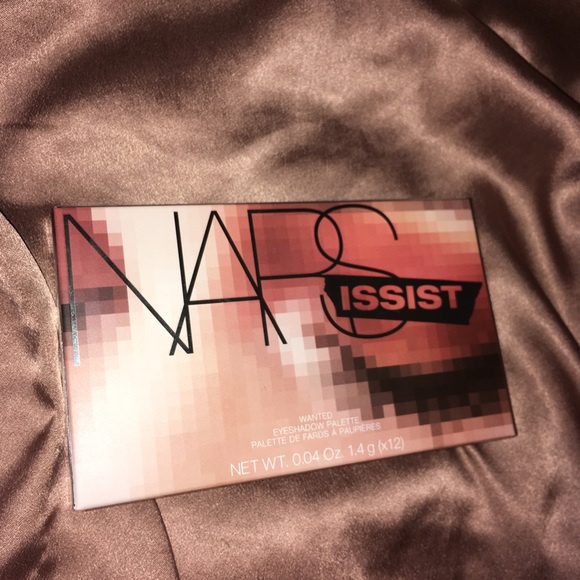 NARS
ISSIST
WANTED
EYESHADOW PALETTE
PALETTE DE FARDS À PAUPIÈRES
NET WT. 0.04 Oz. 1.4 g (x12)